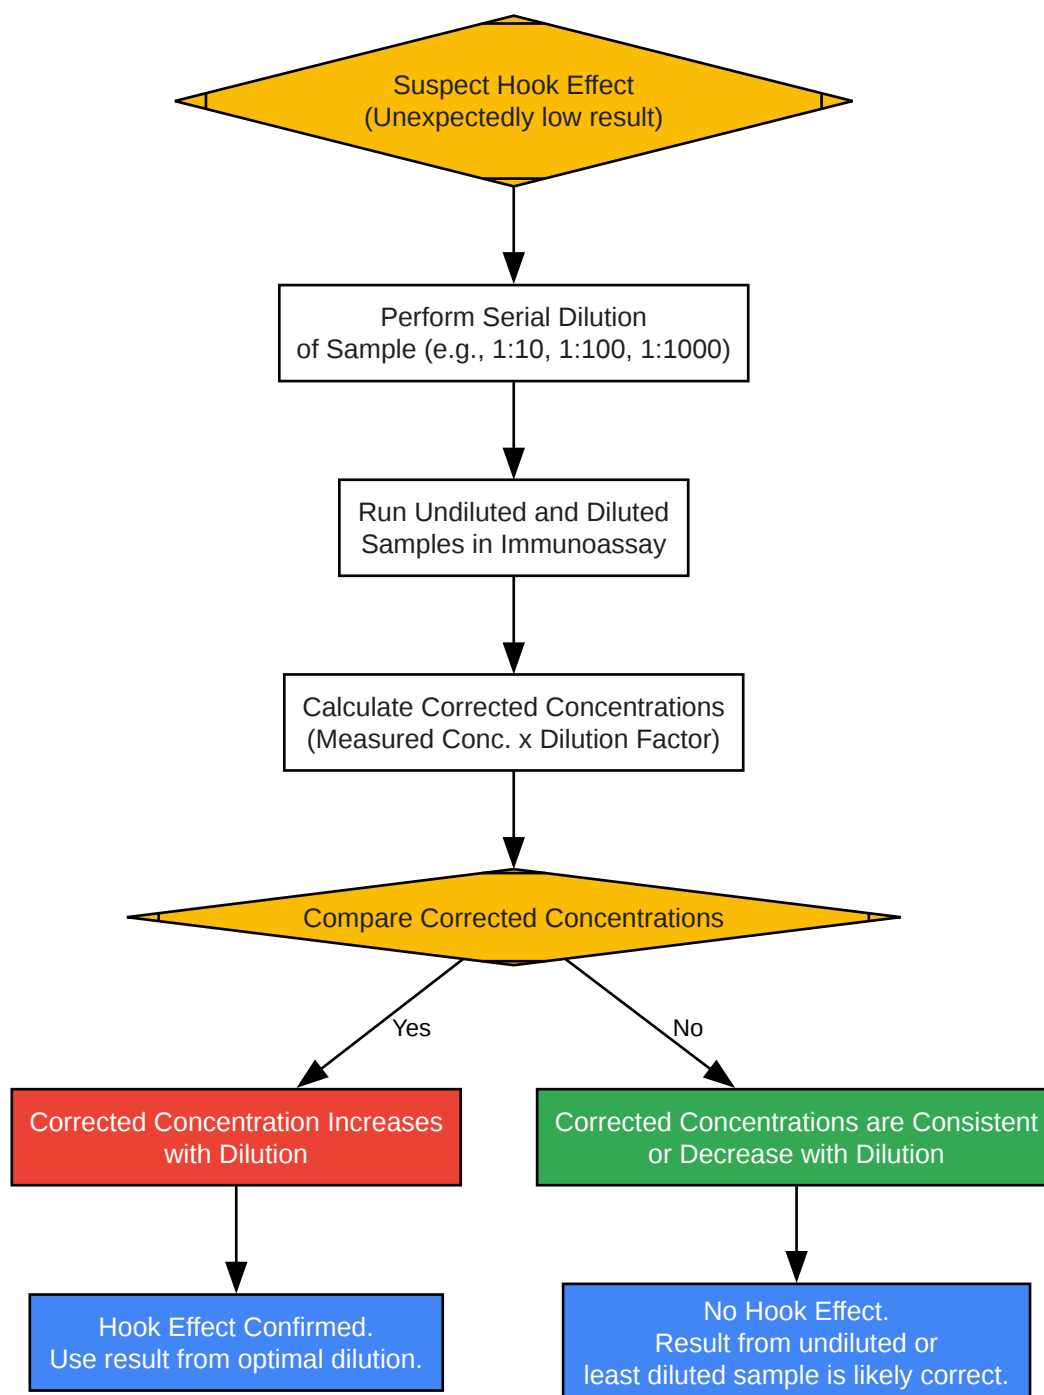 Suspect Hook Effect
(Unexpectedly low result)
Perform Serial Dilution
of Sample (e.g., 1:10, 1:100, 1:1000)
Run Undiluted and Diluted
Samples in Immunoassay
Calculate Corrected Concentrations
(Measured Conc. x Dilution Factor)
Compare Corrected Concentrations
Yes
No
Corrected Concentration Increases
with Dilution
Corrected Concentrations are Consistent
or Decrease with Dilution
Hook Effect Confirmed.
Use result from optimal dilution.
No Hook Effect.
Result from undiluted or
least diluted sample is likely correct.